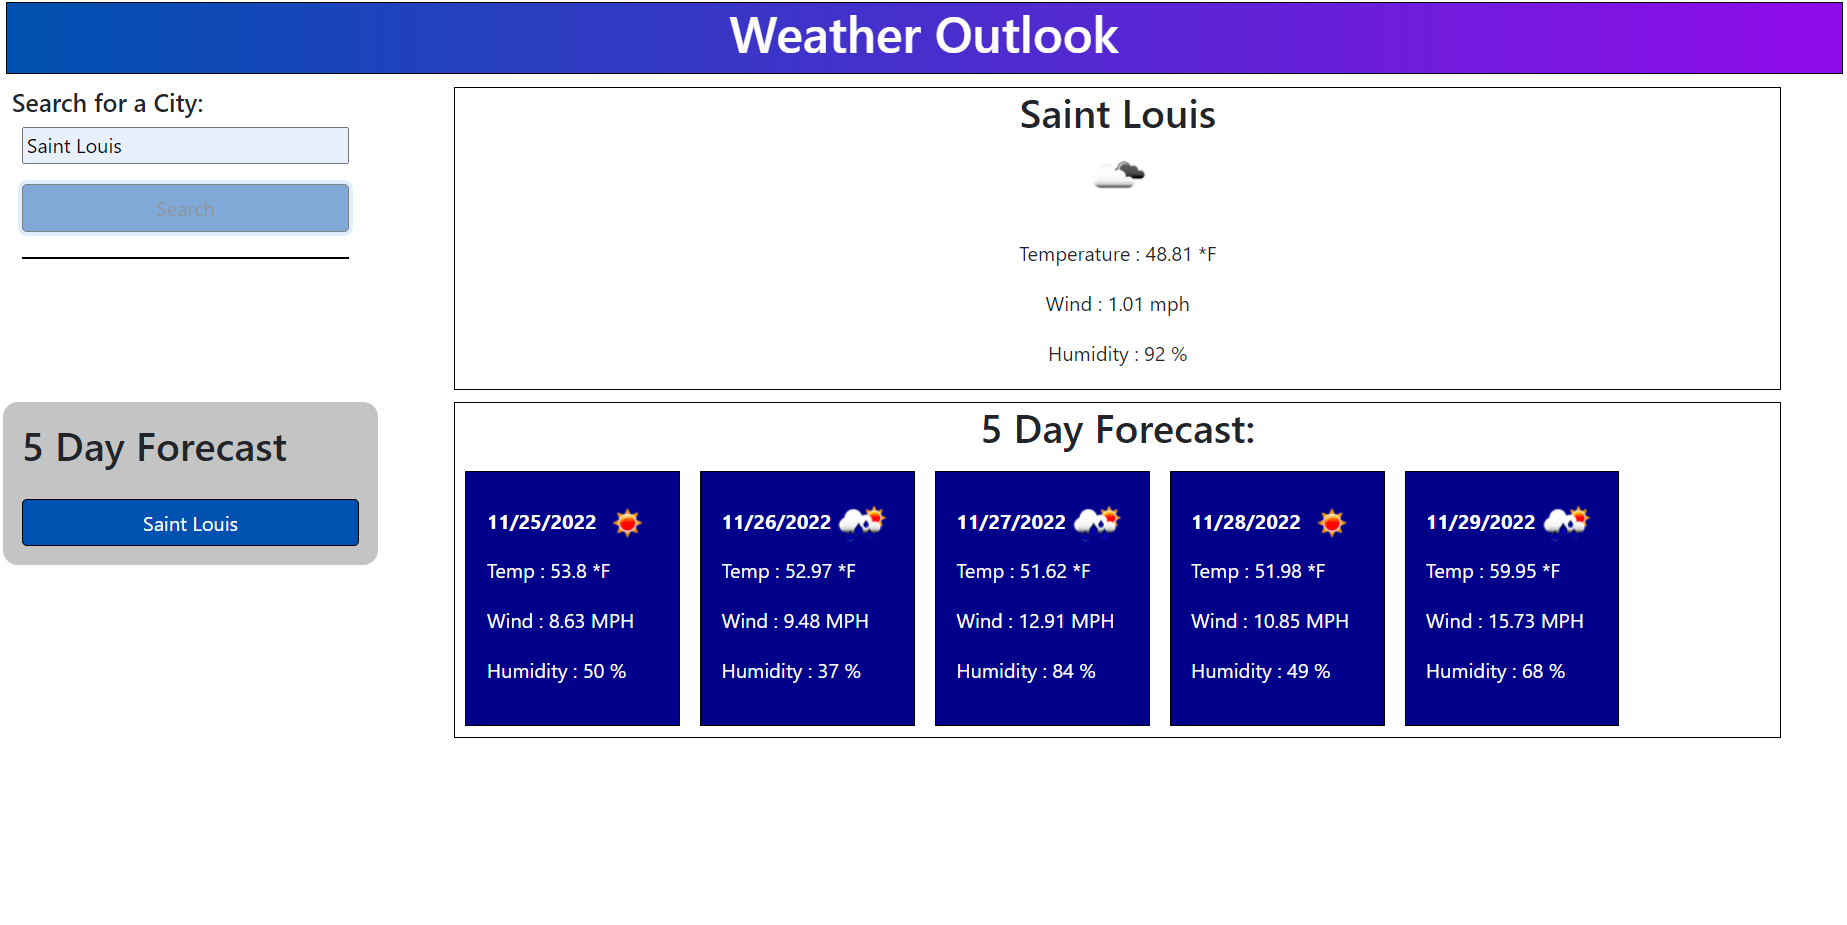 Weather Outlook
Search for a City:
Saint Louis
Search
5 Day Forecast
Saint Louis
Saint Louis
Temperature : 48.81 *F
Wind : 1.01 mph
Humidity : 92 %
5 Day Forecast:
11/25/2022
Temp : 53.8 *F
Wind : 8.63 MPH
Humidity : 50 %
11/26/2022
Temp : 52.97 *F
Wind : 9.48 MPH
Humidity : 37 %
11/27/2022
Temp : 51.62 *F
Wind : 12.91 MPH
Humidity : 84 %
11/28/2022
Temp : 51.98 *F
Wind : 10.85 MPH
Humidity : 49 %
11/29/2022
Temp : 59.95 *F
Wind : 15.73 MPH
Humidity : 68 %